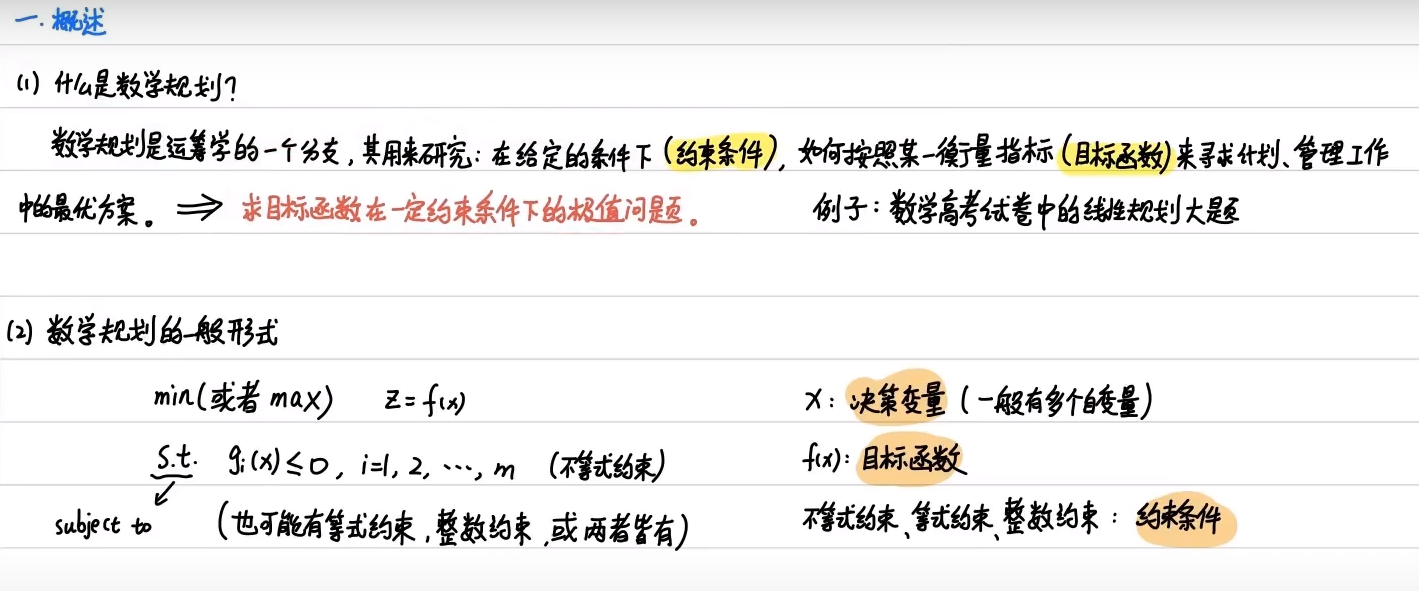 一. 概述
(1) 什么是数学规划?
数学规划是运筹学的一个分支, 其用来研究: 在给定的条件下 (约束条件), 如何按照某一衡量指标 (目标函数) 来寻求计划、管理工作
中的最优方案。 ⇒ 求目标函数在一定约束条件下的极值问题。 例子: 数学高考试卷中的线性规划大题
(2) 数学规划的一般形式
min(或者 max) z = f(x) x: 决策变量 (一般有多个自变量)
s.t. gᵢ(x) ≤ 0, i=1, 2, ⋯, m (不等式约束) f(x): 目标函数
subject to (也可能有等式约束, 整数约束, 或两者皆有) 不等式约束、等式约束、整数约束: 约束条件